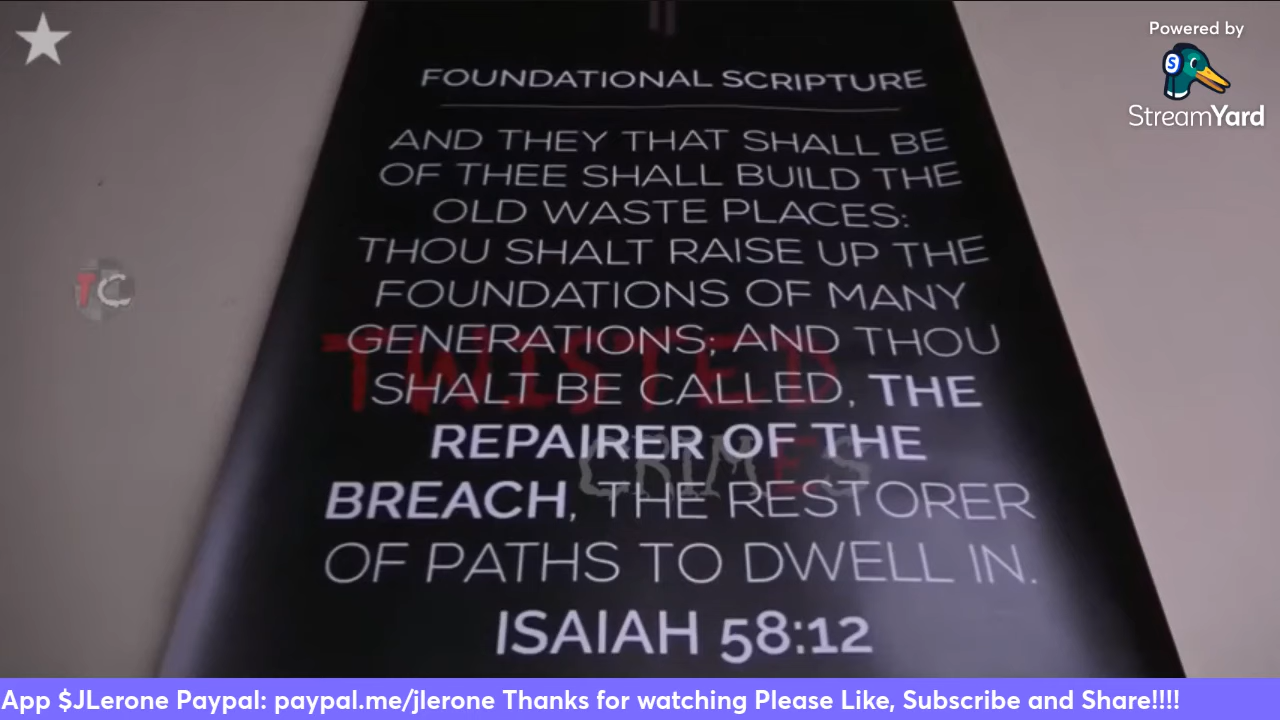 Powered by
StreamYard
FOUNDATIONAL SCRIPTURE
AND THEY THAT SHALL BE
OF THEE SHALL BUILD THE
OLD WASTE PLACES:
THOU SHALT RAISE UP THE
FOUNDATIONS OF MANY
GENERATIONS; AND THOU
SHALT BE CALLED, THE
REPAIRER OF THE
BREACH, THE RESTORER
OF PATHS TO DWELL IN.
ISAIAH 58:12
TC
TWISTED
CRIMES
App $JLerone Paypal: paypal.me/jlerone Thanks for watching Please Like, Subscribe and Share!!!!